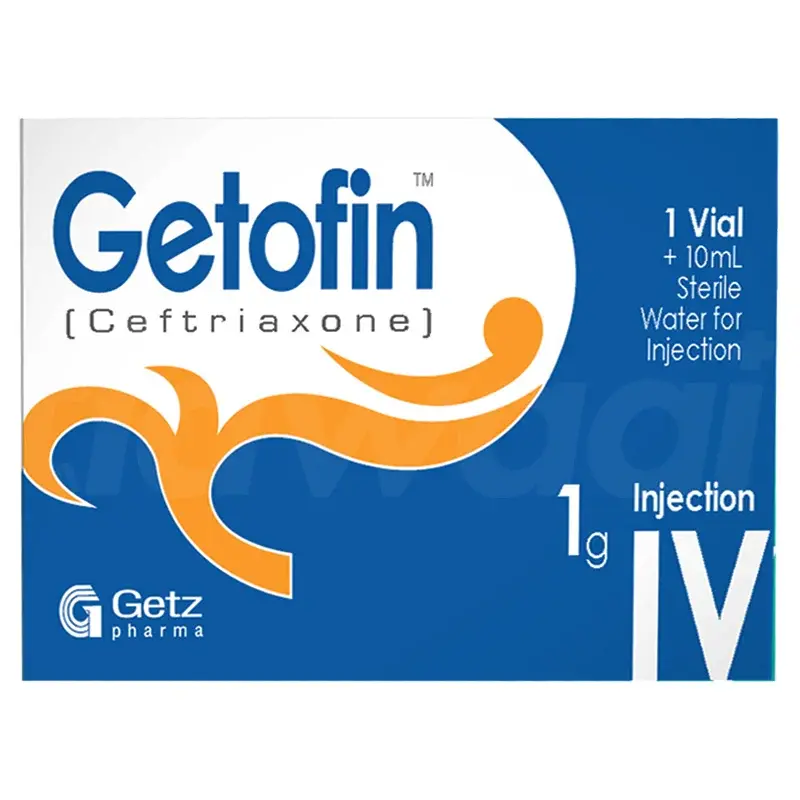 Getofin™
[Ceftriaxone]
1 Vial
+ 10mL
Sterile
Water for
Injection
1g
Injection
IV
Getz
pharma